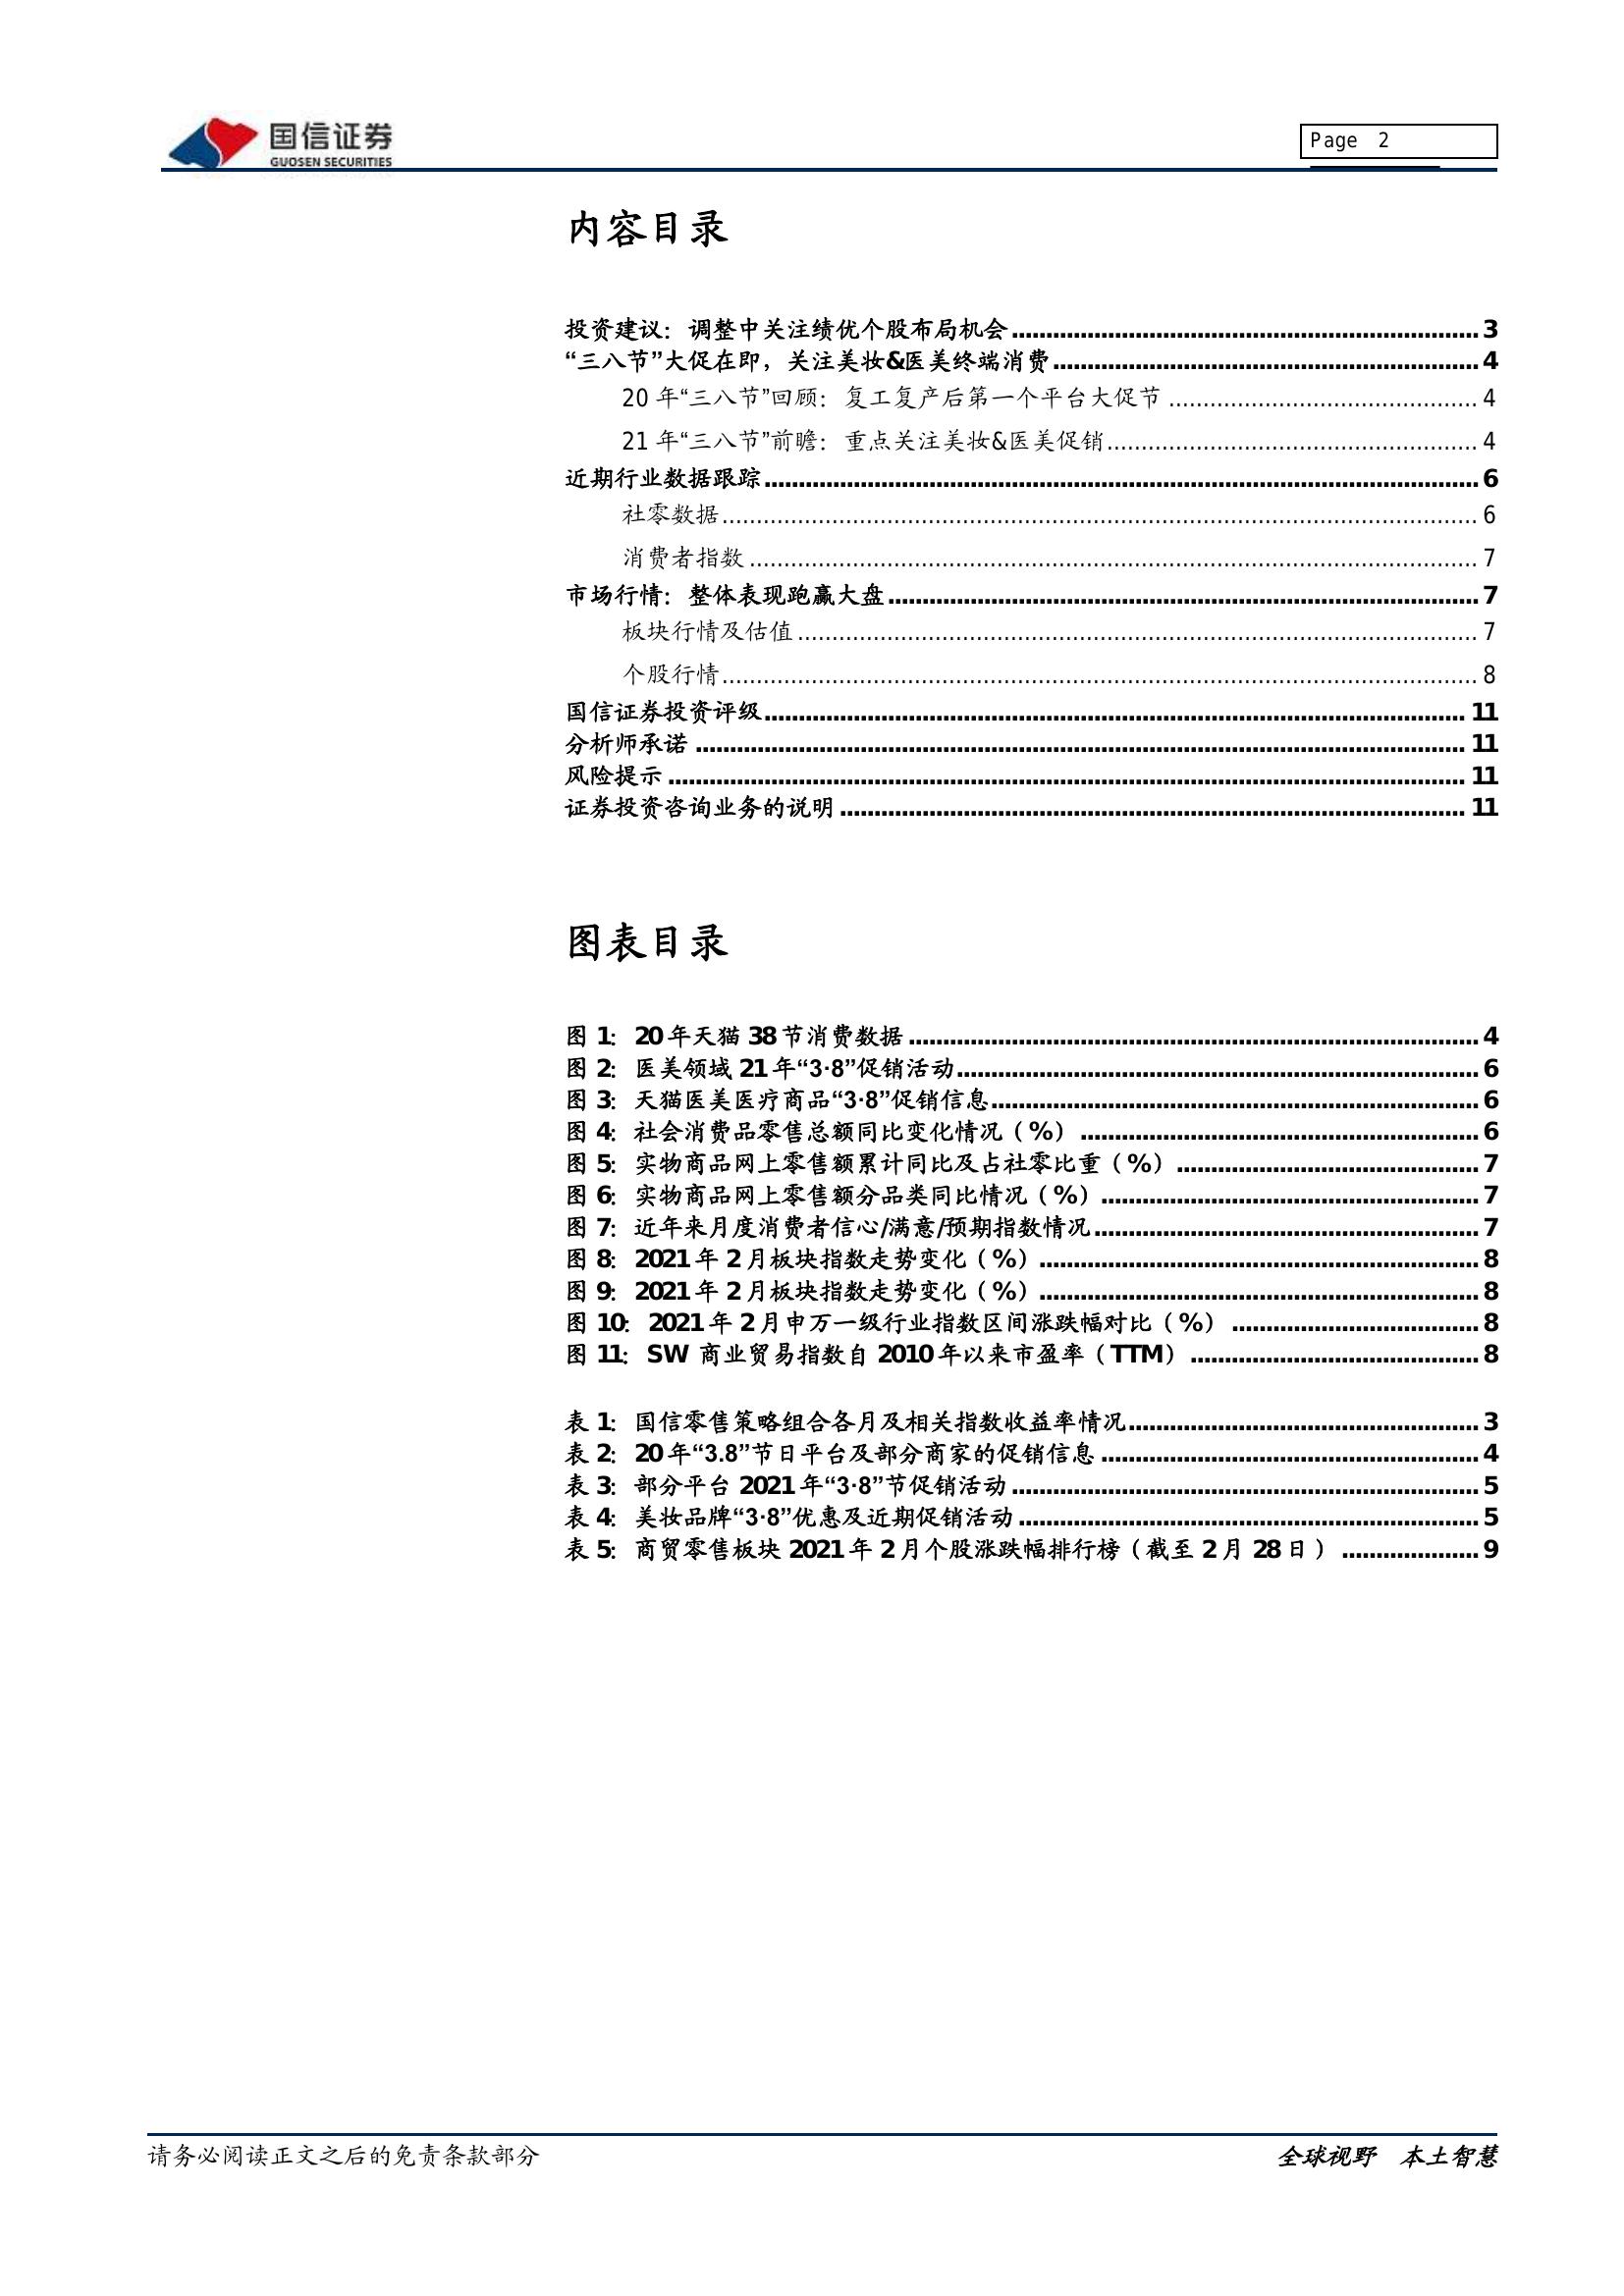 国信证券
GUOSEN SECURITIES
Page 2
内容目录
投资建议：调整中关注绩优个股布局机会 3
“三八节”大促在即，关注美妆&医美终端消费 4
20 年“三八节”回顾：复工复产后第一个平台大促节 4
21 年“三八节”前瞻：重点关注美妆&医美促销 4
近期行业数据跟踪 6
社零数据 6
消费者指数 7
市场行情：整体表现跑赢大盘 7
板块行情及估值 7
个股行情 8
国信证券投资评级 11
分析师承诺 11
风险提示 11
证券投资咨询业务的说明 11
图表目录
图 1：20 年天猫 38 节消费数据 4
图 2：医美领域 21 年“3·8”促销活动 6
图 3：天猫医美医疗商品“3·8”促销信息 6
图 4：社会消费品零售总额同比变化情况（%） 6
图 5：实物商品网上零售额累计同比及占社零比重（%） 7
图 6：实物商品网上零售额分品类同比情况（%） 7
图 7：近年来月度消费者信心/满意/预期指数情况 7
图 8：2021 年 2 月板块指数走势变化（%） 8
图 9：2021 年 2 月板块指数走势变化（%） 8
图 10：2021 年 2 月申万一级行业指数区间涨跌幅对比（%） 8
图 11：SW 商业贸易指数自 2010 年以来市盈率（TTM） 8
表 1：国信零售策略组合各月及相关指数收益率情况 3
表 2：20 年“3.8”节日平台及部分商家的促销信息 4
表 3：部分平台 2021 年“3·8”节促销活动 5
表 4：美妆品牌“3·8”优惠及近期促销活动 5
表 5：商贸零售板块 2021 年 2 月个股涨跌幅排行榜（截至 2 月 28 日） 9
请务必阅读正文之后的免责条款部分
全球视野 本土智慧